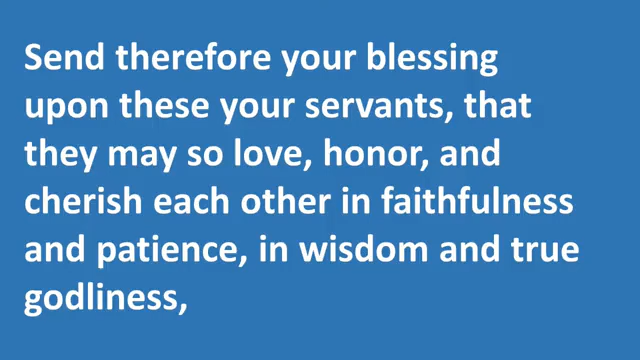 Send therefore your blessing
upon these your servants, that
they may so love, honor, and
cherish each other in faithfulness
and patience, in wisdom and true
godliness,